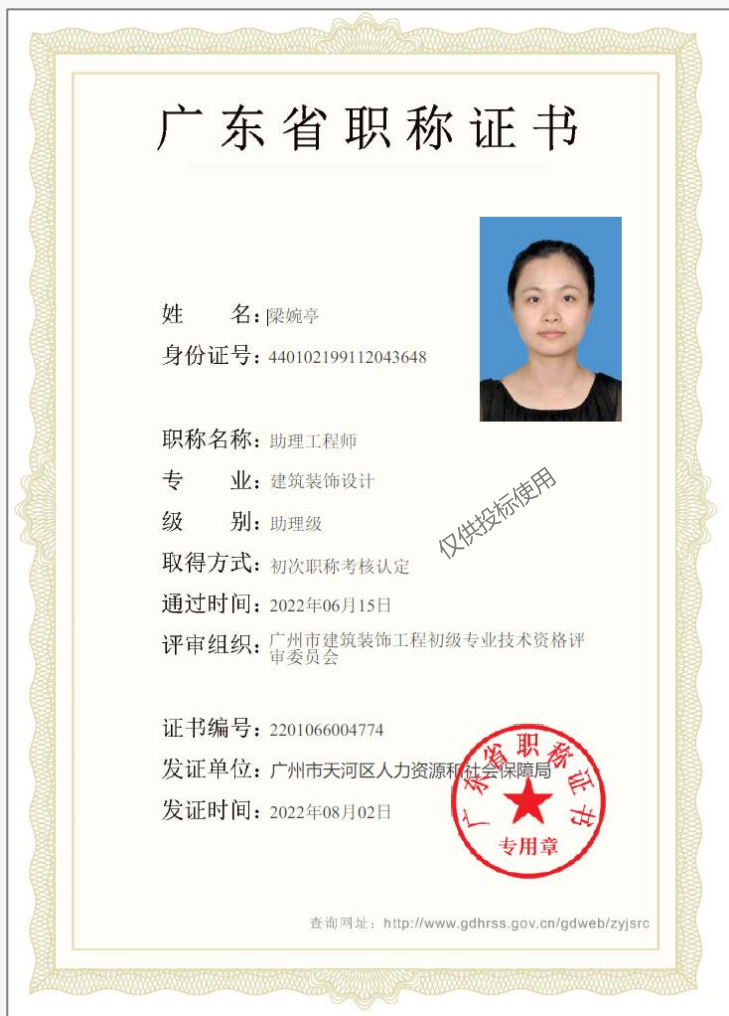 广东省职称证书
姓名：梁婉亭
身份证号：440102199112043648
职称名称：助理工程师
专业：建筑装饰设计
级别：助理级
取得方式：初次职称考核认定
通过时间：2022年06月15日
评审组织：广州市建筑装饰工程初级专业技术资格评
审委员会
仅供投标使用
证书编号：2201066004774
发证单位：广州市天河区人力资源和社会保障局
发证时间：2022年08月02日
广东省职称证书
专用章
查询网址：http://www.gdhrss.gov.cn/gdweb/zyjsrc